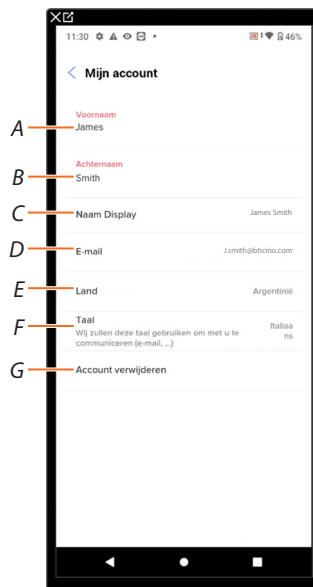 11:30
46%
Mijn account
Voornaam
A
James
Achternaam
B
Smith
C
Naam Display
James Smith
D
E-mail
J.smith@bticino.com
E
Land
Argentinië
F
Taal
Italiaa
ns
Wij zullen deze taal gebruiken om met u te
communiceren (e-mail, ...)
G
Account verwijderen